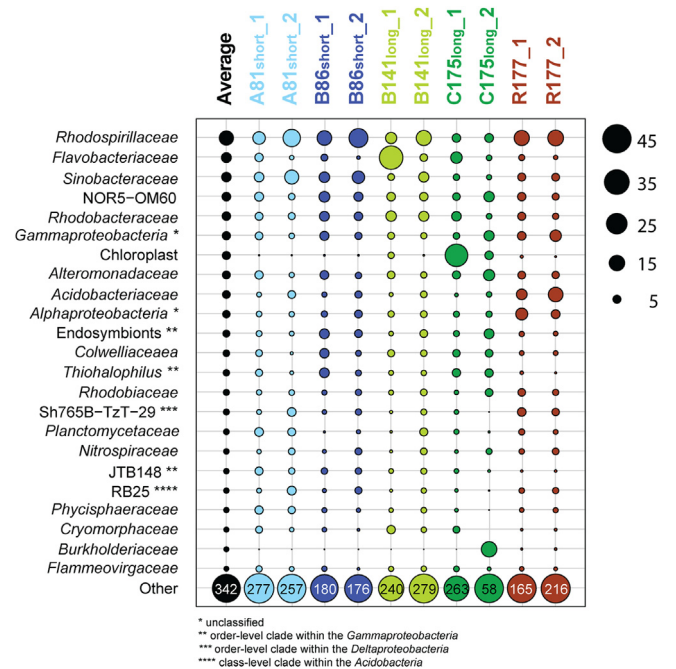 Average A81short_1 A81short_2 B86short_1 B86short_2 B141long_1 B141long_2 C175long_1 C175long_2 R177_1 R177_2
Rhodospirillaceae
Flavobacteriaceae
Sinobacteraceae
NOR5−OM60
Rhodobacteraceae
Gammaproteobacteria *
Chloroplast
Alteromonadaceae
Acidobacteriaceae
Alphaproteobacteria *
Endosymbionts **
Colwelliaceaea
Thiohalophilus **
Rhodobiaceae
Sh765B−TzT−29 ***
Planctomycetaceae
Nitrospiraceae
JTB148 **
RB25 ****
Phycisphaeraceae
Cryomorphaceae
Burkholderiaceae
Flammeovirgaceae
Other 342 277 257 180 176 240 279 263 58 165 216
45
35
25
15
5
* unclassified
** order-level clade within the Gammaproteobacteria
*** order-level clade within the Deltaproteobacteria
**** class-level clade within the Acidobacteria